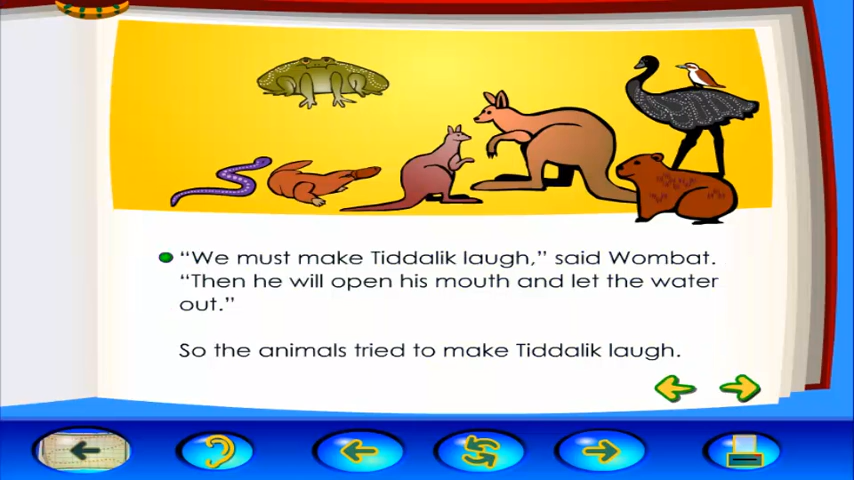 “We must make Tiddalik laugh,” said Wombat.
“Then he will open his mouth and let the water
out.”
So the animals tried to make Tiddalik laugh.